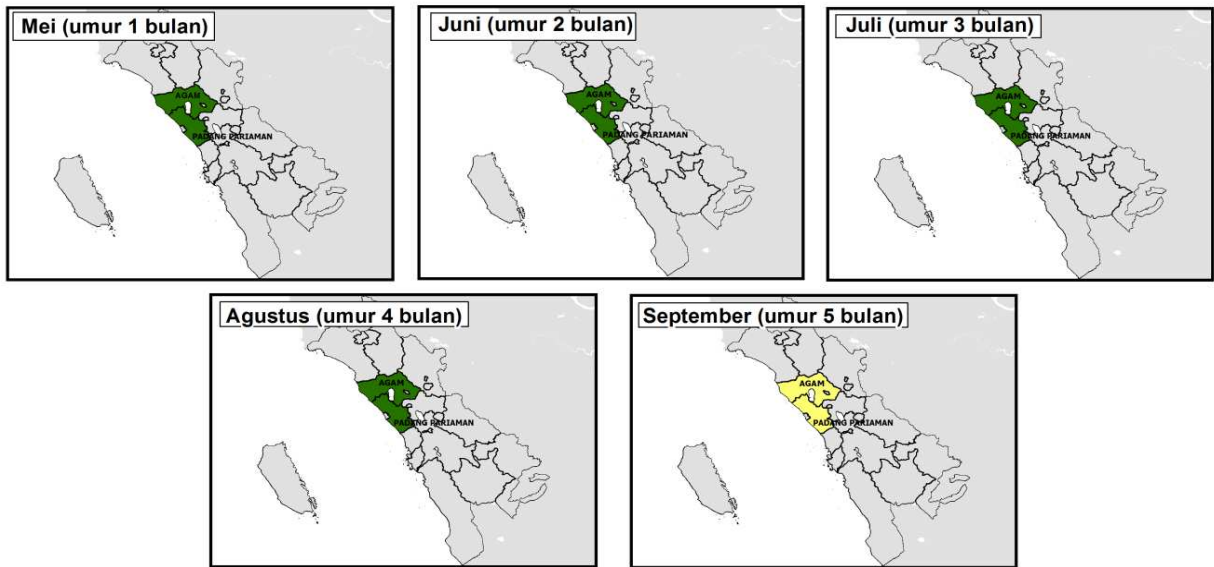 Mei (umur 1 bulan)
AGAM
PADANG PARIAMAN
Juni (umur 2 bulan)
AGAM
PADANG PARIAMAN
Juli (umur 3 bulan)
AGAM
PADANG PARIAMAN
Agustus (umur 4 bulan)
AGAM
PADANG PARIAMAN
September (umur 5 bulan)
AGAM
PADANG PARIAMAN